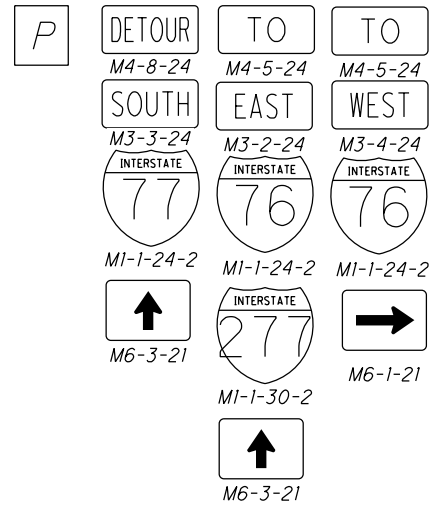 P
DETOUR TO TO
M4-8-24 M4-5-24 M4-5-24
SOUTH EAST WEST
M3-3-24 M3-2-24 M3-4-24
INTERSTATE INTERSTATE INTERSTATE
77 76 76
M1-1-24-2 M1-1-24-2 M1-1-24-2
INTERSTATE
277
M6-3-21 M6-1-21
M1-1-30-2
M6-3-21